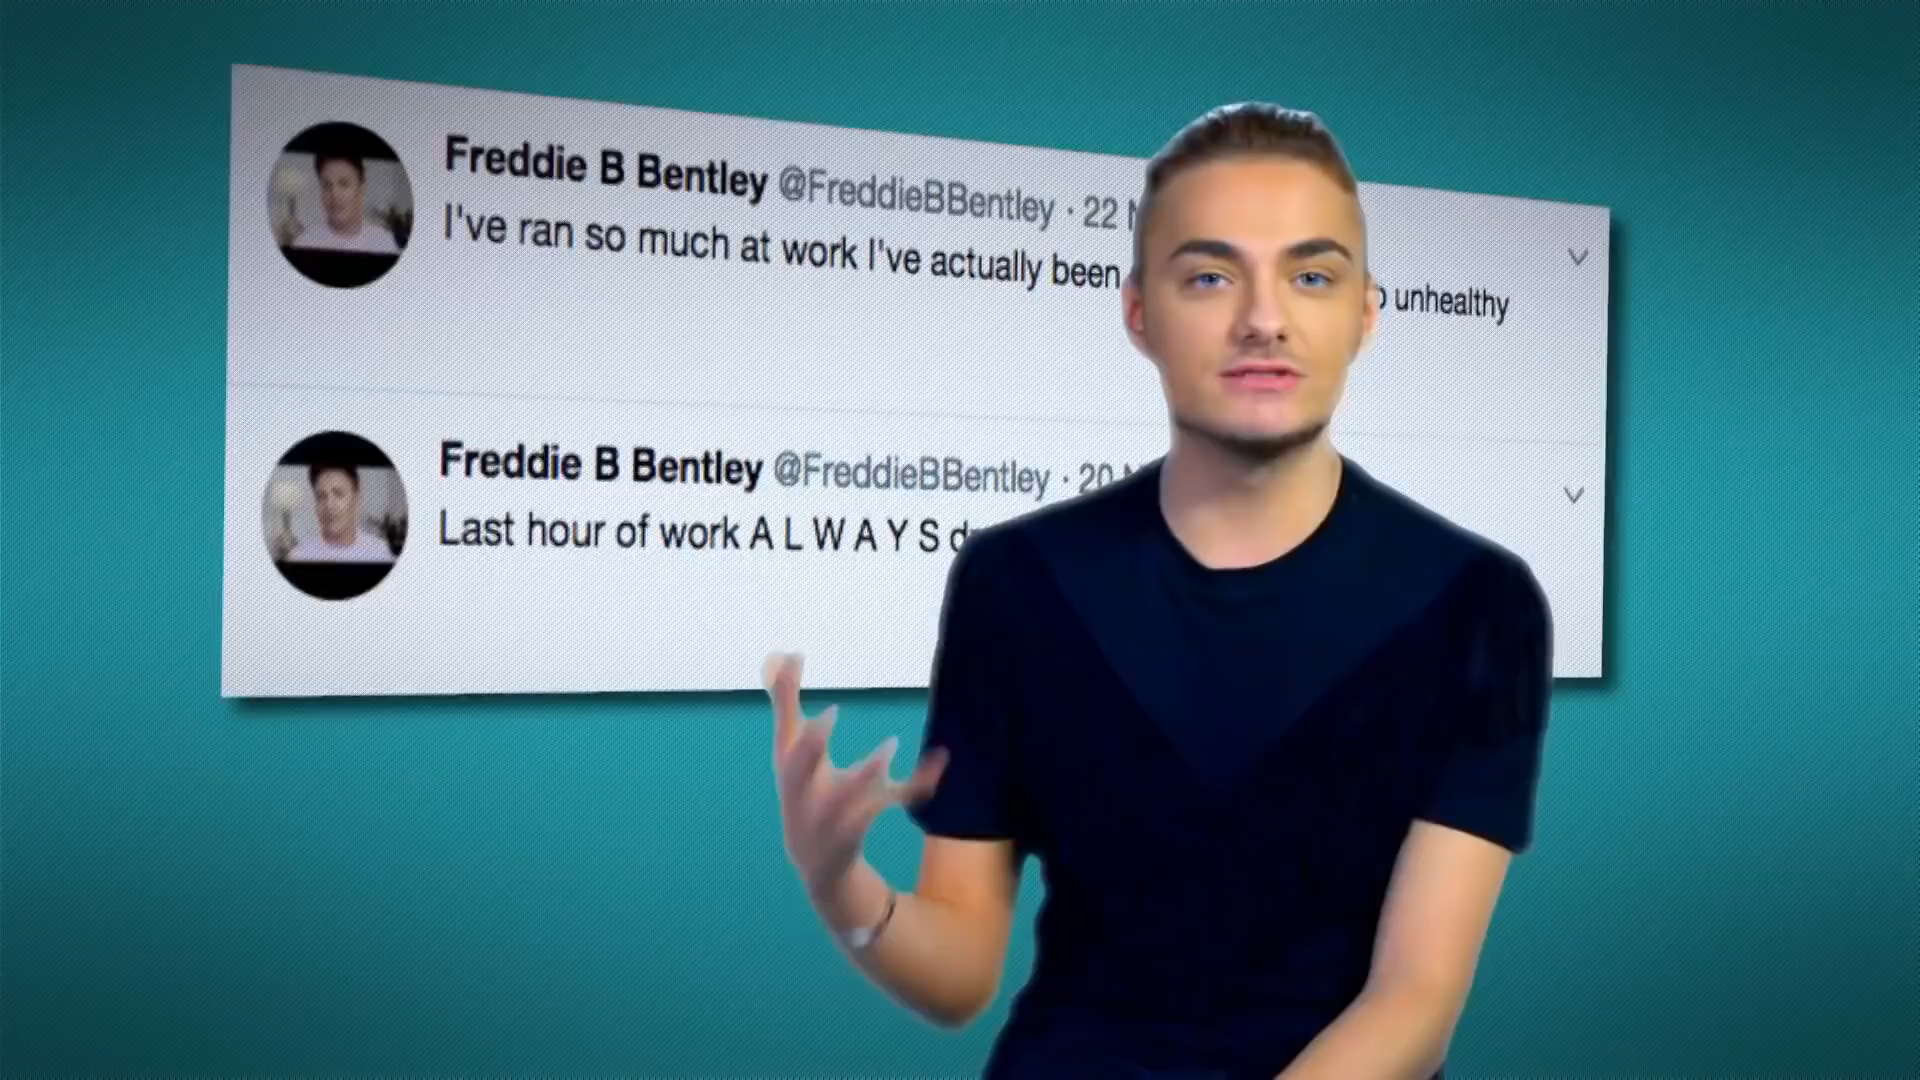 Freddie B Bentley @FreddieBBentley · 22
I've ran so much at work I've actually been unhealthy
Freddie B Bentley @FreddieBBentley · 20
Last hour of work A L W A Y S